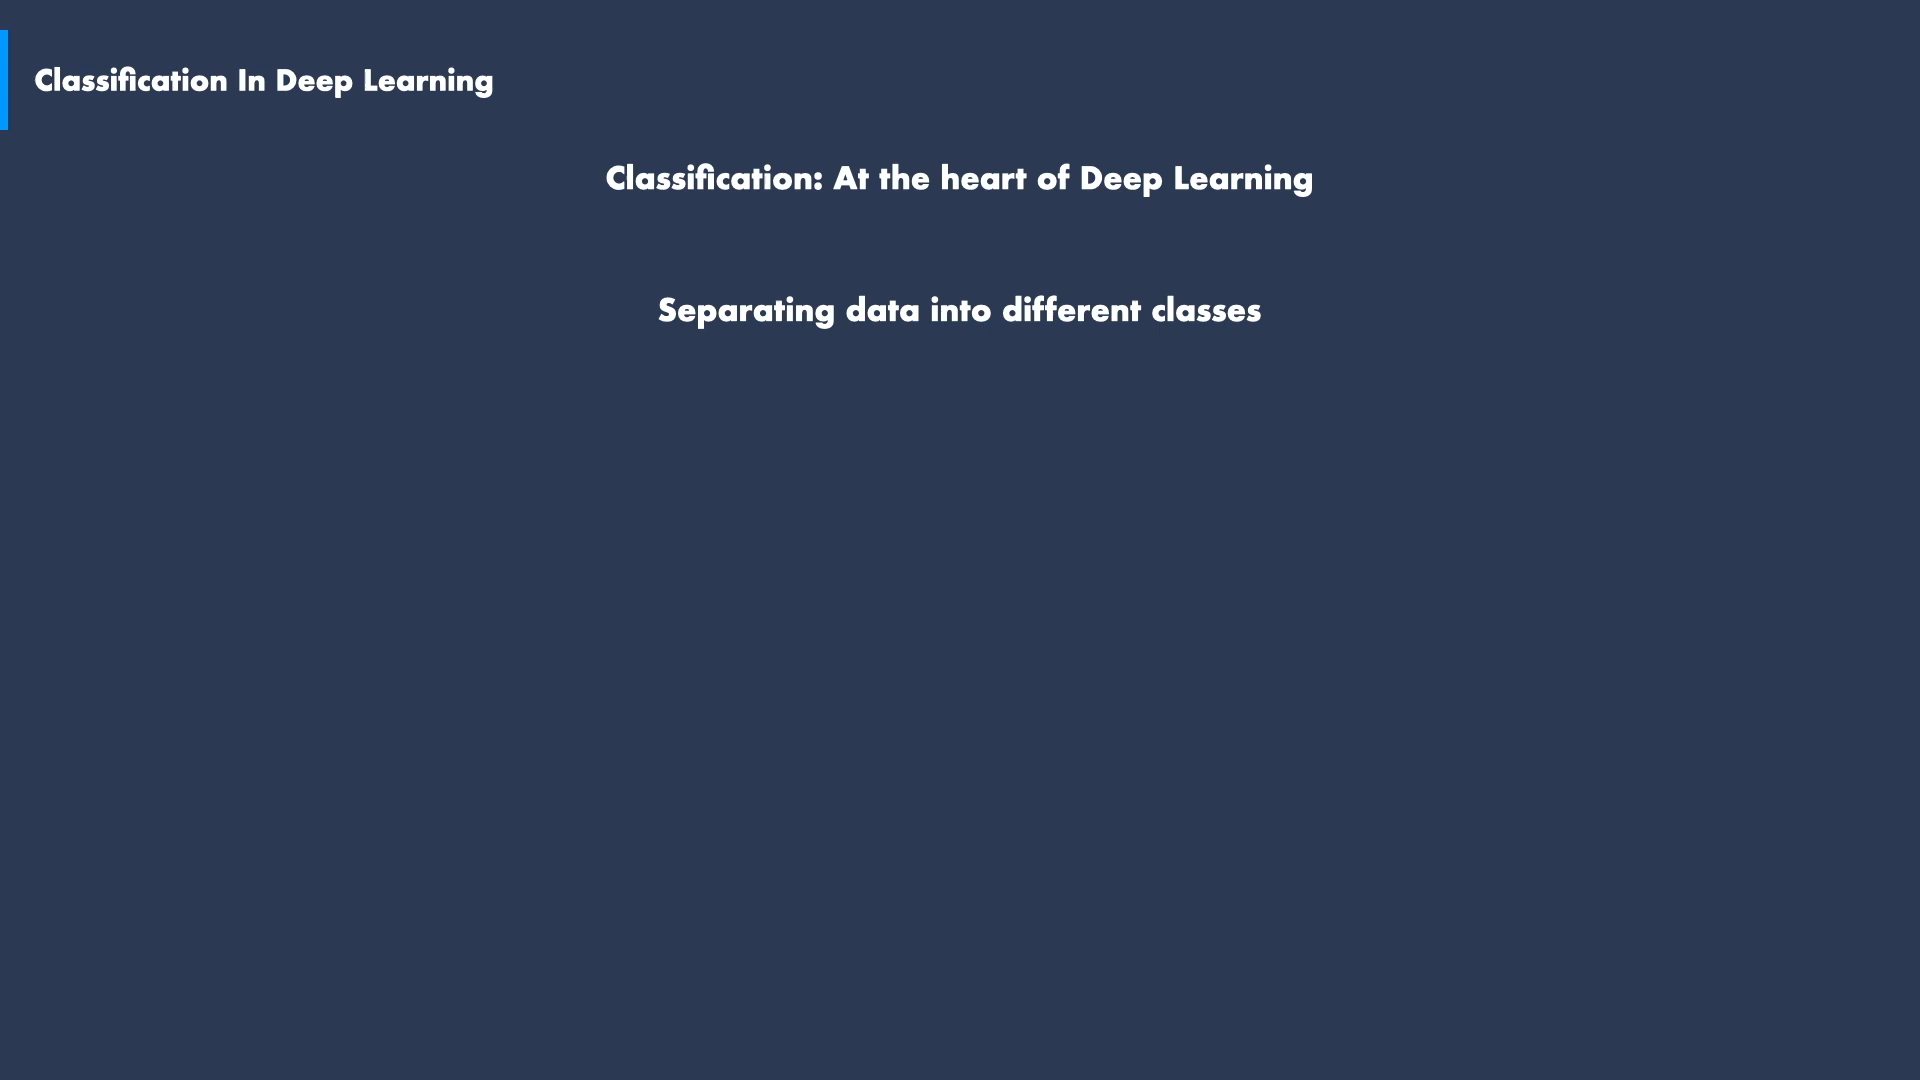 Classification In Deep Learning
Classification: At the heart of Deep Learning
Separating data into different classes